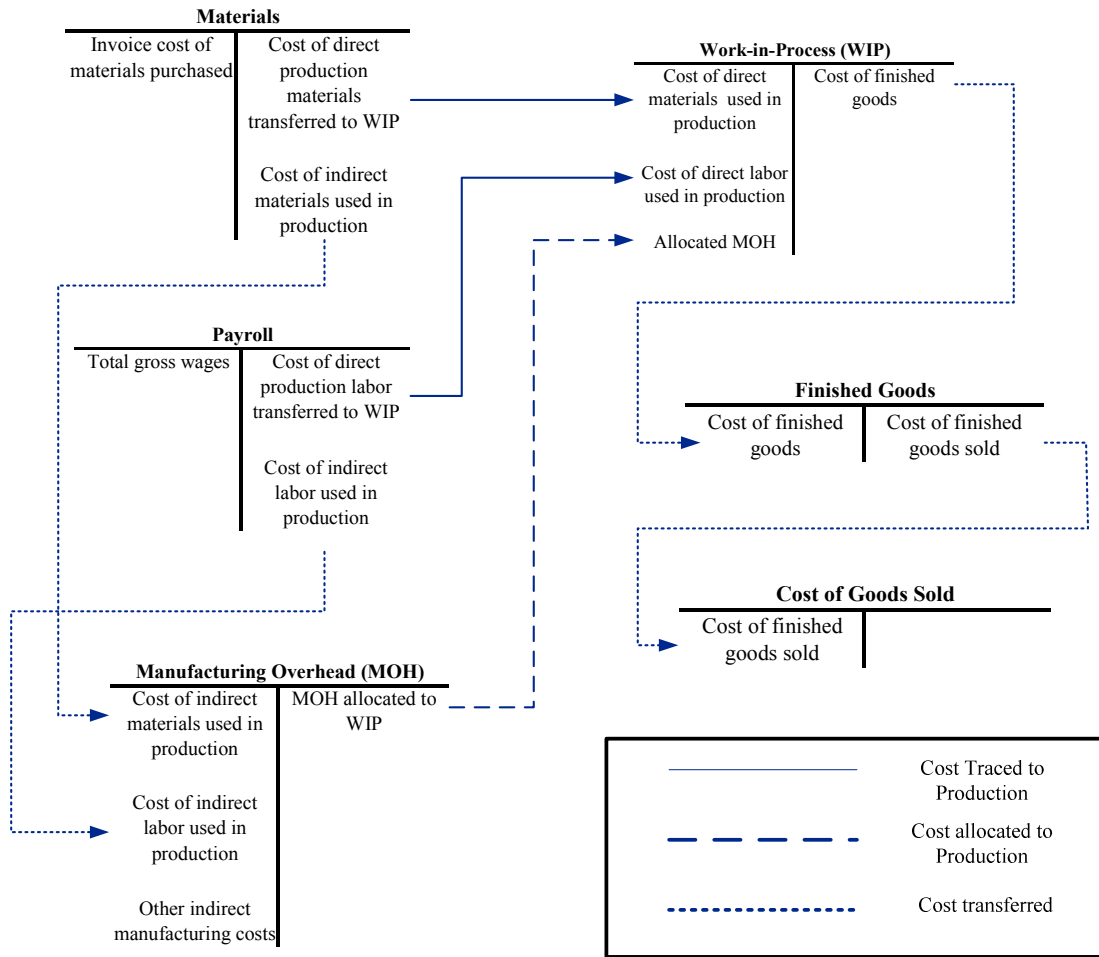 Materials
Invoice cost of
materials purchased
Cost of direct
production
materials
transferred to WIP
Cost of indirect
materials used in
production
Work-in-Process (WIP)
Cost of direct
materials used in
production
Cost of finished
goods
Cost of direct labor
used in production
Allocated MOH
Payroll
Total gross wages
Cost of direct
production labor
transferred to WIP
Cost of indirect
labor used in
production
Finished Goods
Cost of finished
goods
Cost of finished
goods sold
Cost of Goods Sold
Cost of finished
goods sold
Manufacturing Overhead (MOH)
Cost of indirect
materials used in
production
MOH allocated to
WIP
Cost of indirect
labor used in
production
Other indirect
manufacturing costs
Cost Traced to
Production
Cost allocated to
Production
Cost transferred